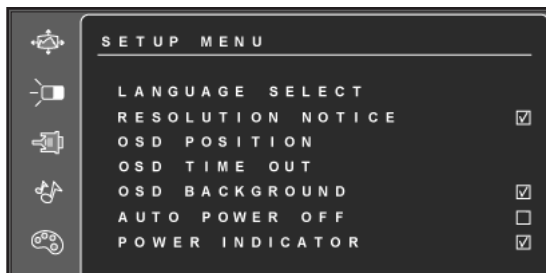 SETUP MENU
LANGUAGE SELECT
RESOLUTION NOTICE
OSD POSITION
OSD TIME OUT
OSD BACKGROUND
AUTO POWER OFF
POWER INDICATOR